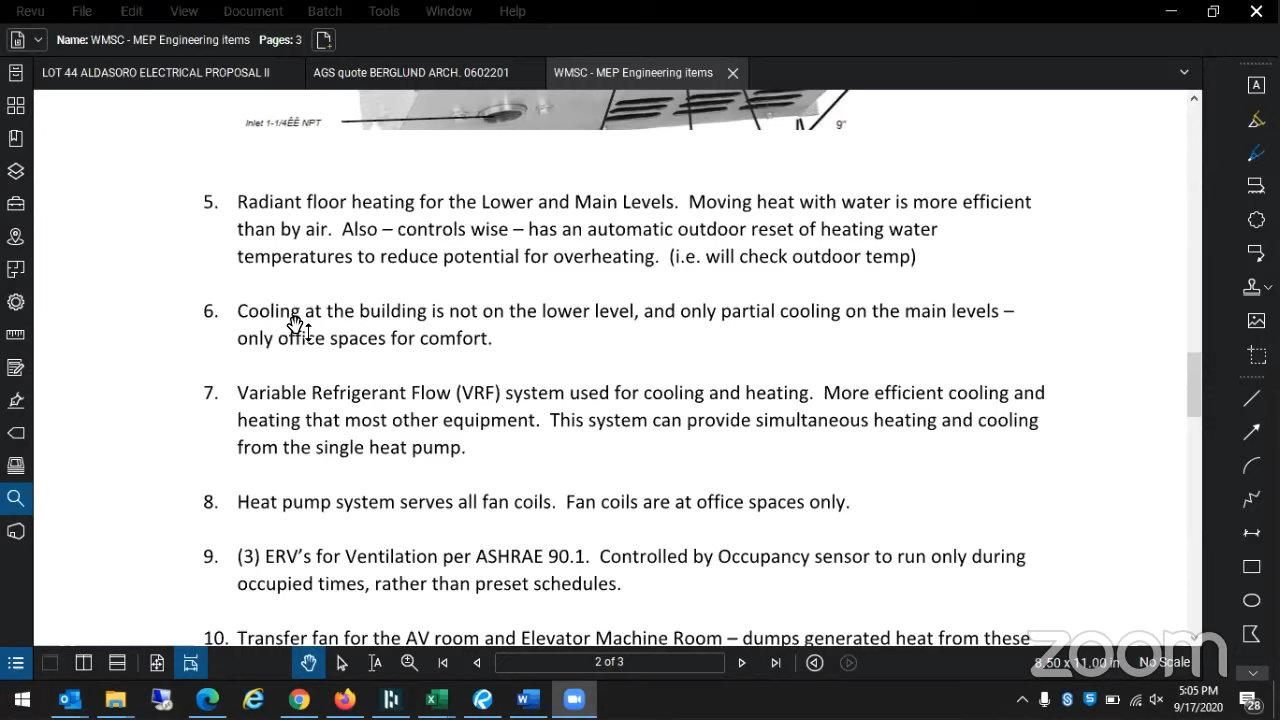 Revu File Edit View Document Batch Tools Window Help
Name: WMSC - MEP Engineering items Pages: 3
LOT 44 ALDASORO ELECTRICAL PROPOSAL II AGS quote BERGLUND ARCH. 0602201 WMSC - MEP Engineering items
Inlet 1-1/4ÊÊ NPT 9"
5. Radiant floor heating for the Lower and Main Levels. Moving heat with water is more efficient
than by air. Also – controls wise – has an automatic outdoor reset of heating water
temperatures to reduce potential for overheating. (i.e. will check outdoor temp)
6. Cooling at the building is not on the lower level, and only partial cooling on the main levels –
only office spaces for comfort.
7. Variable Refrigerant Flow (VRF) system used for cooling and heating. More efficient cooling and
heating that most other equipment. This system can provide simultaneous heating and cooling
from the single heat pump.
8. Heat pump system serves all fan coils. Fan coils are at office spaces only.
9. (3) ERV's for Ventilation per ASHRAE 90.1. Controlled by Occupancy sensor to run only during
occupied times, rather than preset schedules.
10. Transfer fan for the AV room and Elevator Machine Room – dumps generated heat from these
zoom
2 of 3 8.50 x 11.00 in No Scale
5:05 PM
9/17/2020 28